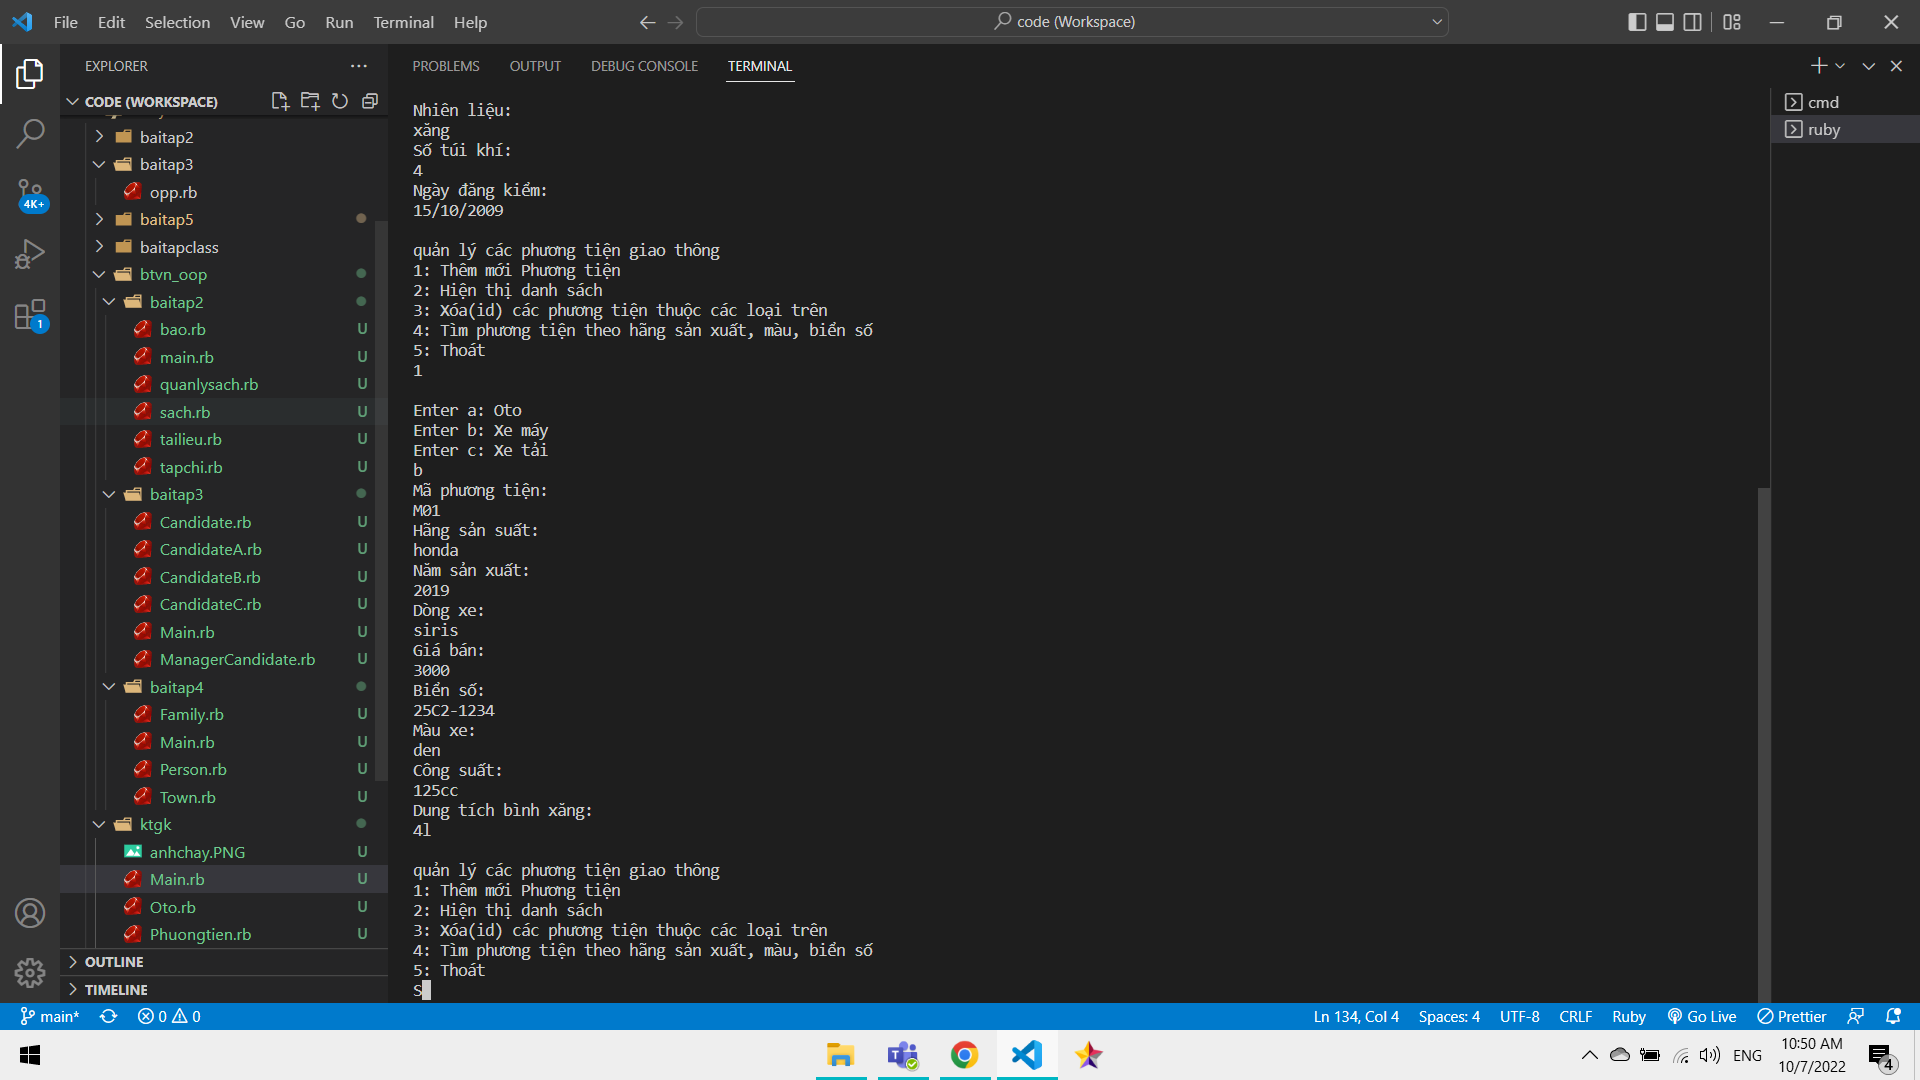 File Edit Selection View Go Run Terminal Help
code (Workspace)
EXPLORER
CODE (WORKSPACE)
baitap2
baitap3
opp.rb
baitap5
baitapclass
btvn_oop
baitap2
bao.rb U
main.rb U
quanlysach.rb U
sach.rb U
tailieu.rb U
tapchi.rb U
baitap3
Candidate.rb U
CandidateA.rb U
CandidateB.rb U
CandidateC.rb U
Main.rb U
ManagerCandidate.rb U
baitap4
Family.rb U
Main.rb U
Person.rb U
Town.rb U
ktgk
anhchay.PNG U
Main.rb U
Oto.rb U
Phuongtien.rb U
OUTLINE
TIMELINE
4K+
1
PROBLEMS OUTPUT DEBUG CONSOLE TERMINAL
Nhiên liệu:
xăng
Số túi khí:
4
Ngày đăng kiểm:
15/10/2009
quản lý các phương tiện giao thông
1: Thêm mới Phương tiện
2: Hiện thị danh sách
3: Xóa(id) các phương tiện thuộc các loại trên
4: Tìm phương tiện theo hãng sản xuất, màu, biển số
5: Thoát
1
Enter a: Oto
Enter b: Xe máy
Enter c: Xe tải
b
Mã phương tiện:
M01
Hãng sản suất:
honda
Năm sản xuất:
2019
Dòng xe:
siris
Giá bán:
3000
Biển số:
25C2-1234
Màu xe:
den
Công suất:
125cc
Dung tích bình xăng:
4l
quản lý các phương tiện giao thông
1: Thêm mới Phương tiện
2: Hiện thị danh sách
3: Xóa(id) các phương tiện thuộc các loại trên
4: Tìm phương tiện theo hãng sản xuất, màu, biển số
5: Thoát
S
cmd
ruby
main* 0 0
Ln 134, Col 4 Spaces: 4 UTF-8 CRLF Ruby Go Live Prettier
ENG
10:50 AM
10/7/2022
4